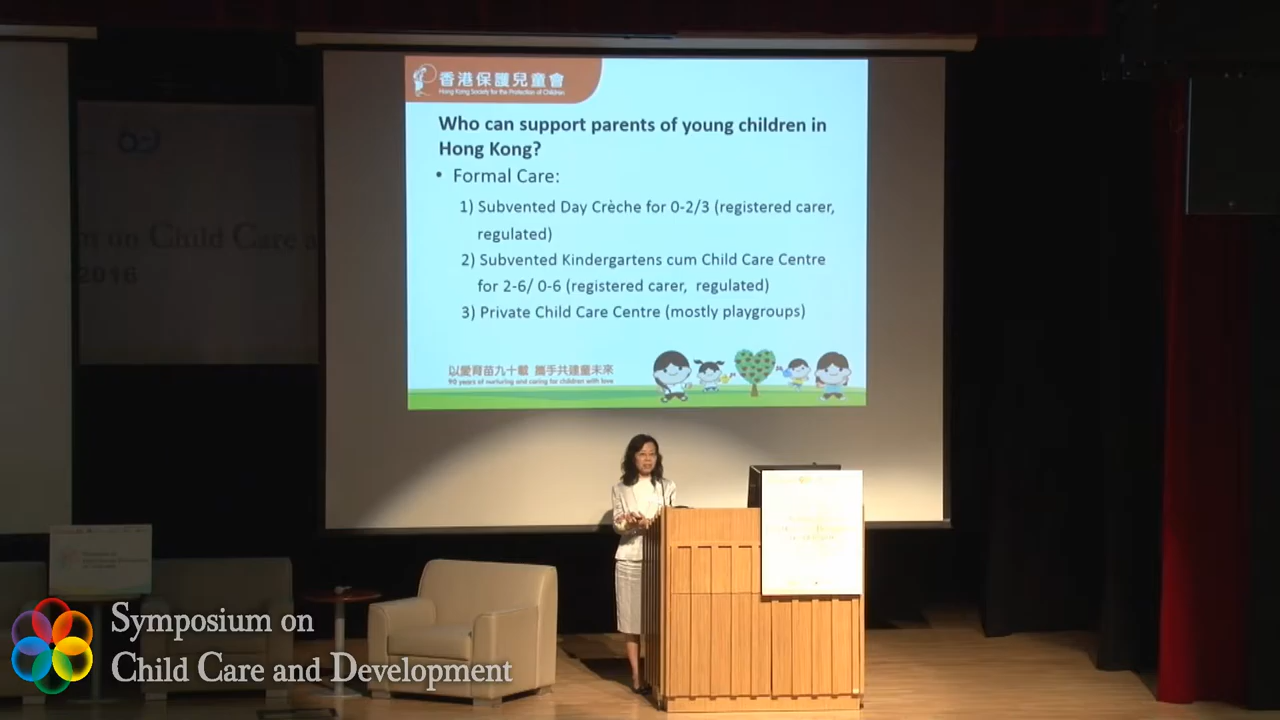 香港保護兒童會
Hong Kong Society for the Protection of Children
Who can support parents of young children in
Hong Kong?
• Formal Care:
1) Subvented Day Crèche for 0-2/3 (registered carer,
regulated)
2) Subvented Kindergartens cum Child Care Centre
for 2-6/ 0-6 (registered carer, regulated)
3) Private Child Care Centre (mostly playgroups)
以愛育苗九十載 攜手共建童未來
90 years of nurturing and caring for children with love
m on Child Care a
2016
Symposium on
Child Care and Development